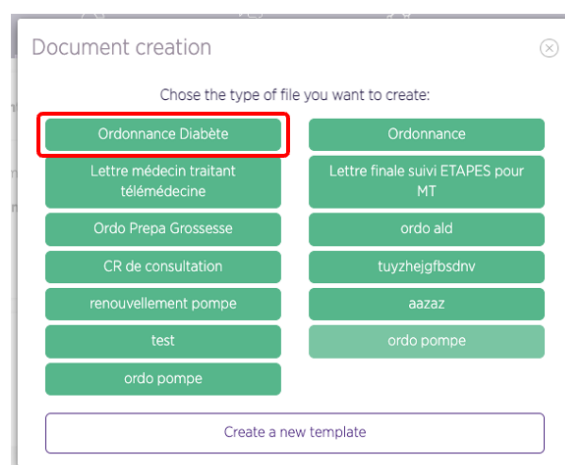 Document creation
Chose the type of file you want to create:
Ordonnance Diabète
Ordonnance
Lettre médecin traitant
télémédecine
Lettre finale suivi ETAPES pour
MT
Ordo Prepa Grossesse
ordo ald
CR de consultation
tuyzhejgfbsdnv
renouvellement pompe
aazaz
test
ordo pompe
ordo pompe
Create a new template